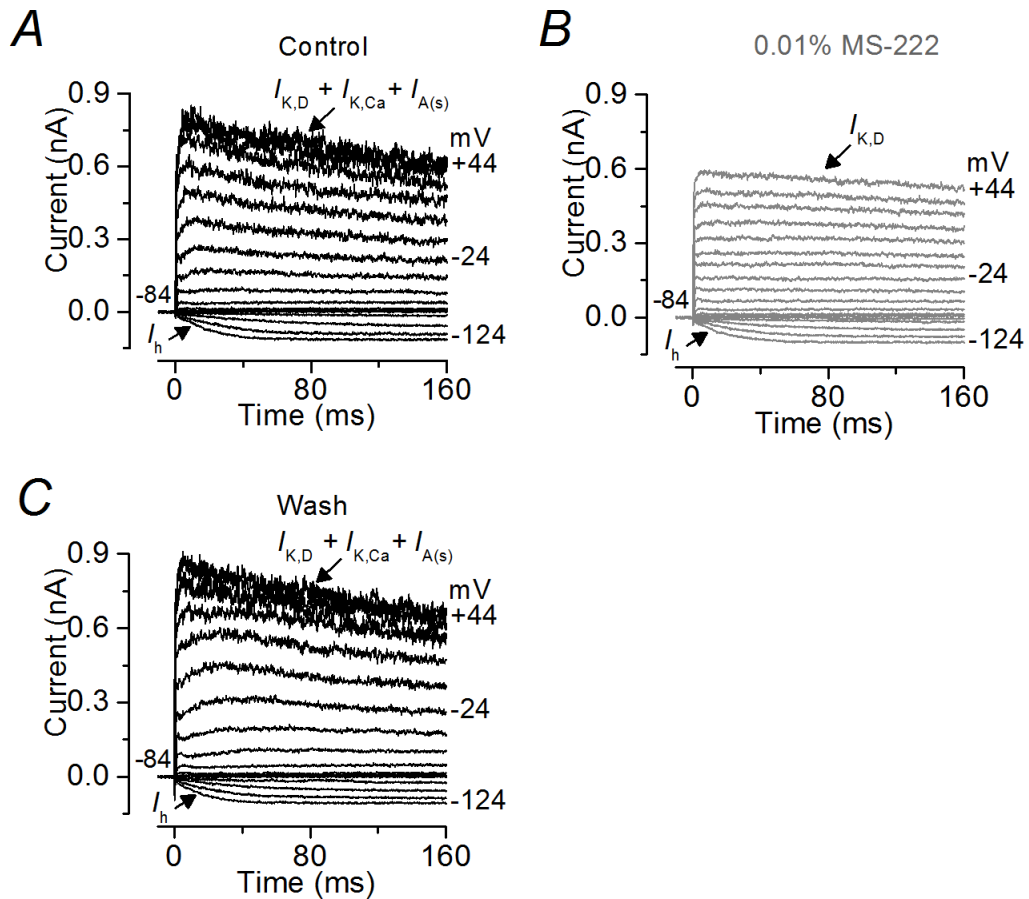 A
Control
I K,D + I K,Ca + I A(s)
Current (nA)
0.9
0.6
0.3
0.0
mV
+44
-24
-84
-124
I h
0
80
160
Time (ms)
B
0.01% MS-222
I K,D
Current (nA)
0.9
0.6
0.3
0.0
mV
+44
-24
-84
-124
I h
0
80
160
Time (ms)
C
Wash
I K,D + I K,Ca + I A(s)
Current (nA)
0.9
0.6
0.3
0.0
mV
+44
-24
-84
-124
I h
0
80
160
Time (ms)